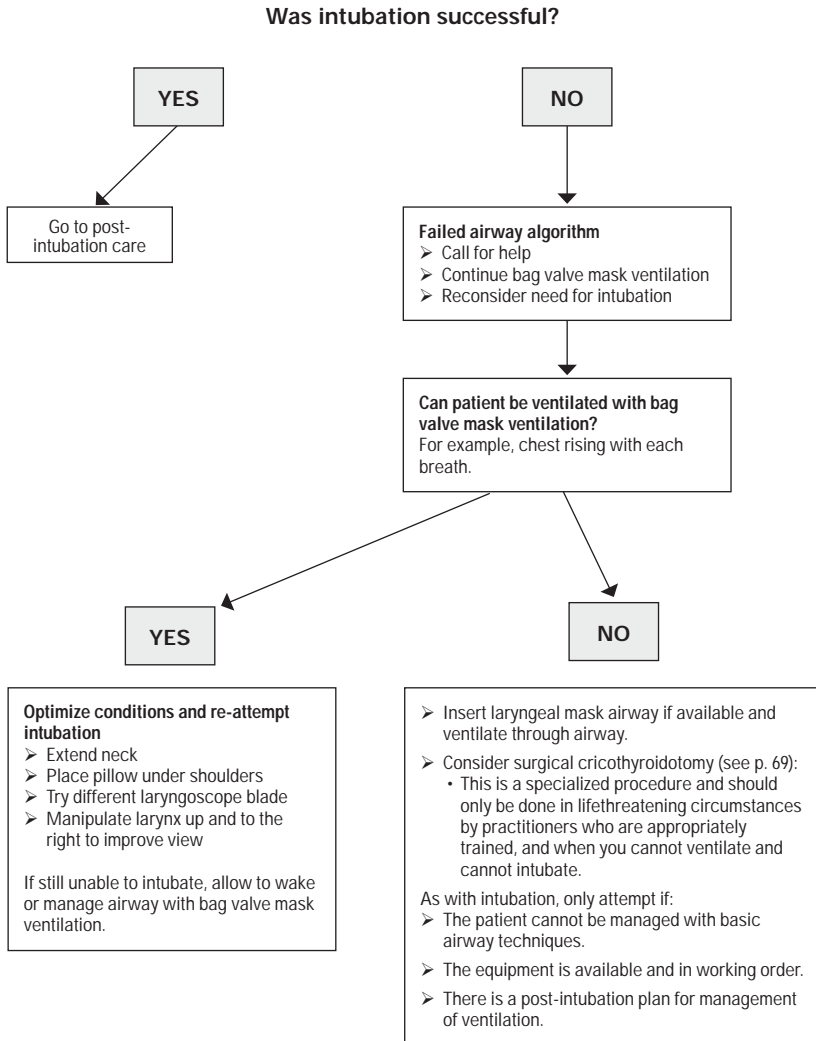 Was intubation successful?
YES
NO
Go to post-
intubation care
Failed airway algorithm
➢ Call for help
➢ Continue bag valve mask ventilation
➢ Reconsider need for intubation
Can patient be ventilated with bag
valve mask ventilation?
For example, chest rising with each
breath.
YES
NO
Optimize conditions and re-attempt
intubation
➢ Extend neck
➢ Place pillow under shoulders
➢ Try different laryngoscope blade
➢ Manipulate larynx up and to the
right to improve view
If still unable to intubate, allow to wake
or manage airway with bag valve mask
ventilation.
➢ Insert laryngeal mask airway if available and
ventilate through airway.
➢ Consider surgical cricothyroidotomy (see p. 69):
• This is a specialized procedure and should
only be done in lifethreatening circumstances
by practitioners who are appropriately
trained, and when you cannot ventilate and
cannot intubate.
As with intubation, only attempt if:
➢ The patient cannot be managed with basic
airway techniques.
➢ The equipment is available and in working order.
➢ There is a post-intubation plan for management
of ventilation.